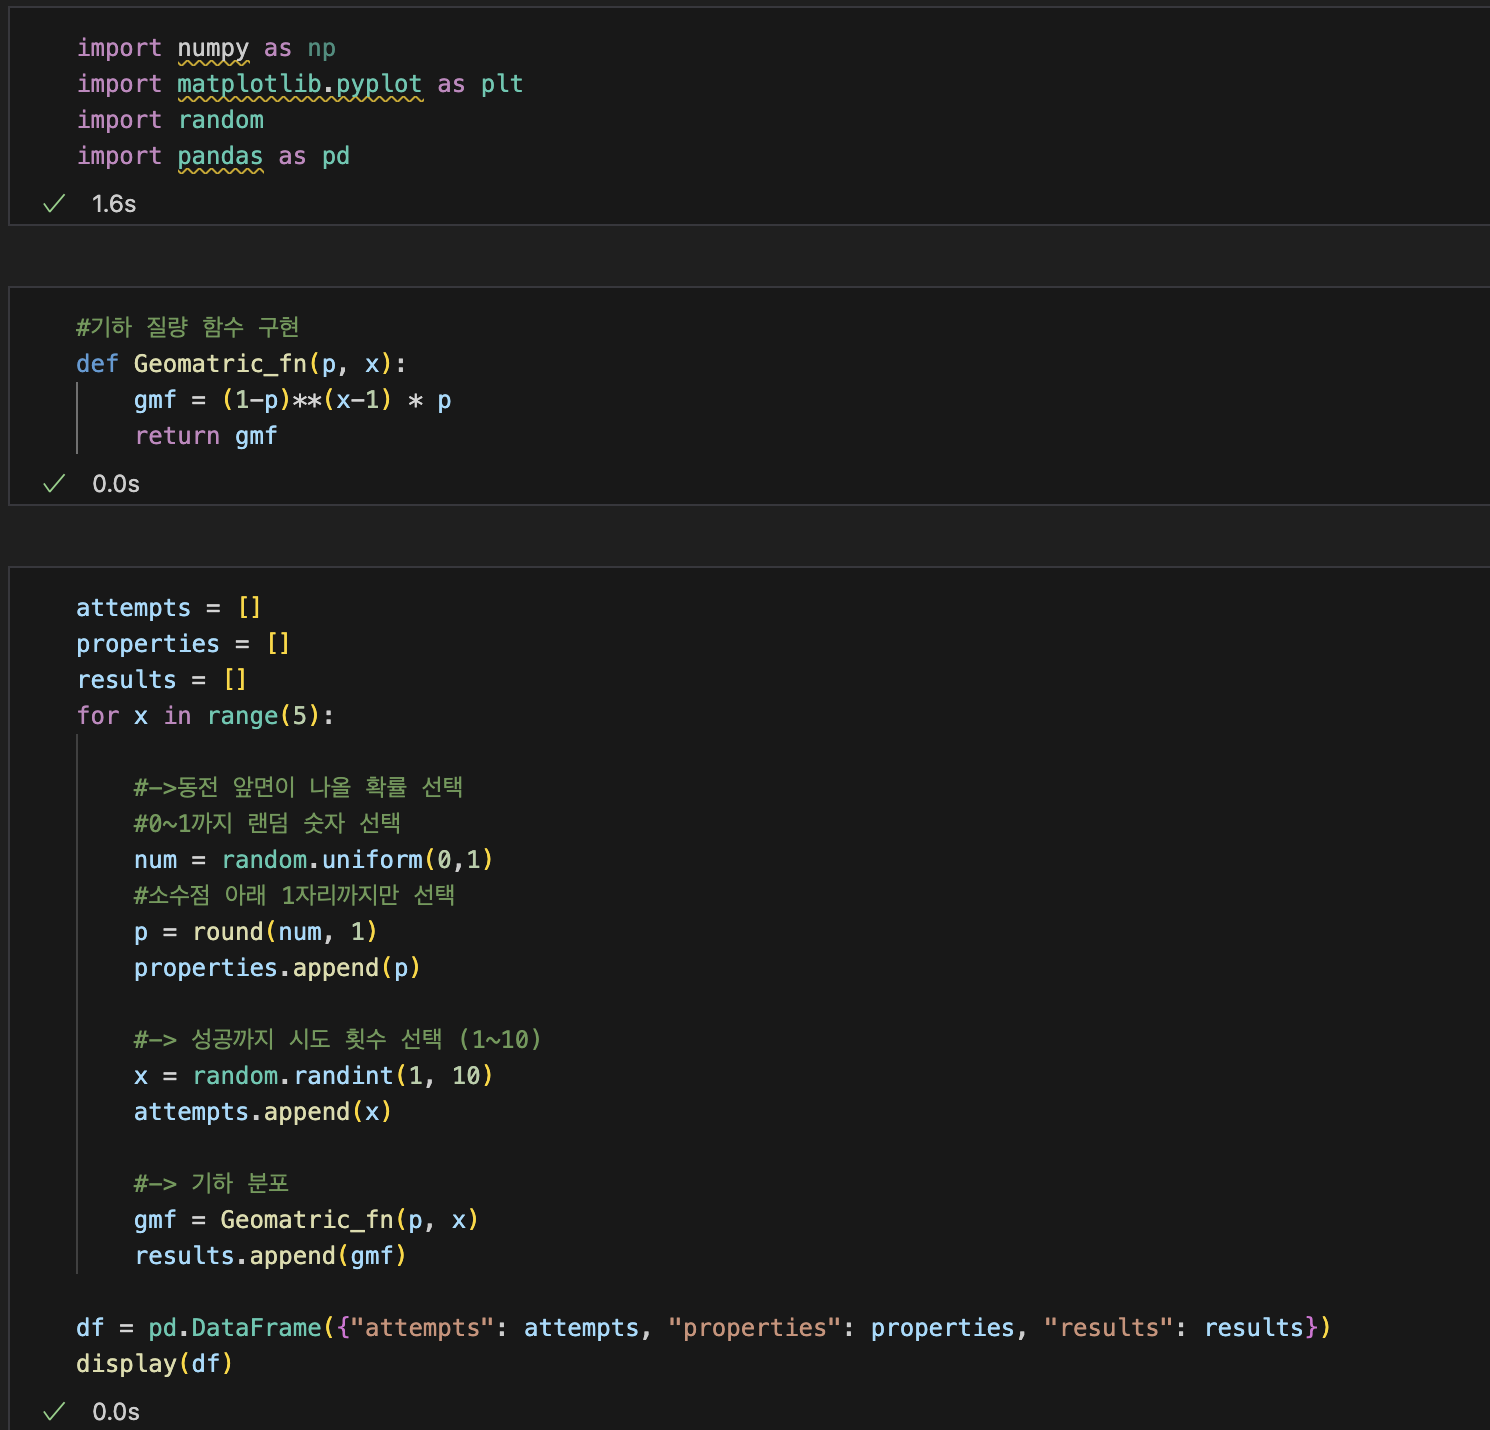 import numpy as np
import matplotlib.pyplot as plt
import random
import pandas as pd
1.6s
#기하 질량 함수 구현
def Geomatric_fn(p, x):
    gmf = (1-p)**(x-1) * p
    return gmf
0.0s
attempts = []
properties = []
results = []
for x in range(5):
    #->동전 앞면이 나올 확률 선택
    #0~1까지 랜덤 숫자 선택
    num = random.uniform(0,1)
    #소수점 아래 1자리까지만 선택
    p = round(num, 1)
    properties.append(p)
    #-> 성공까지 시도 횟수 선택 (1~10)
    x = random.randint(1, 10)
    attempts.append(x)
    #-> 기하 분포
    gmf = Geomatric_fn(p, x)
    results.append(gmf)
df = pd.DataFrame({"attempts": attempts, "properties": properties, "results": results})
display(df)
0.0s